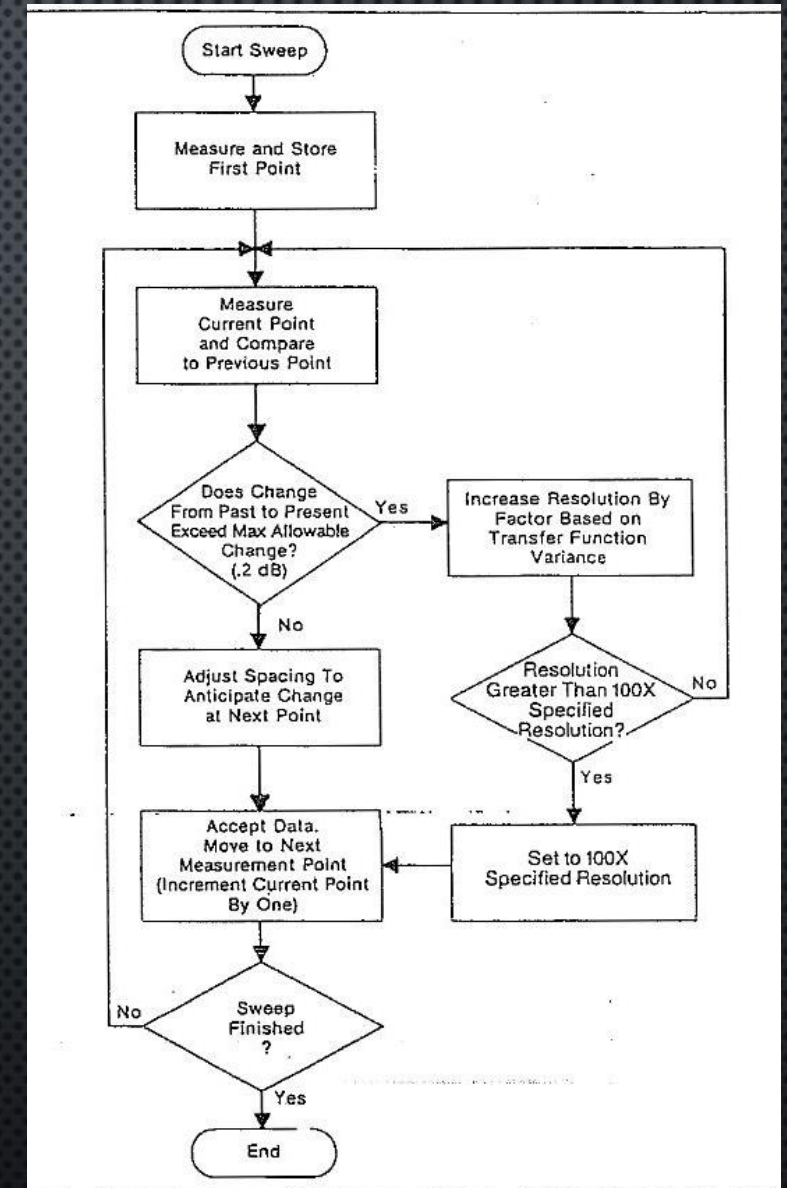 Start Sweep
Measure and Store
First Point
Measure
Current Point
and Compare
to Previous Point
Does Change
From Past to Present
Exceed Max Allowable
Change?
(.2 dB)
Yes
Increase Resolution By
Factor Based on
Transfer Function
Variance
No
Adjust Spacing To
Anticipate Change
at Next Point
Resolution
Greater Than 100X
Specified
Resolution?
No
Yes
Accept Data.
Move to Next
Measurement Point
(Increment Current Point
By One)
Set to 100X
Specified Resolution
Sweep
Finished
?
No
Yes
End